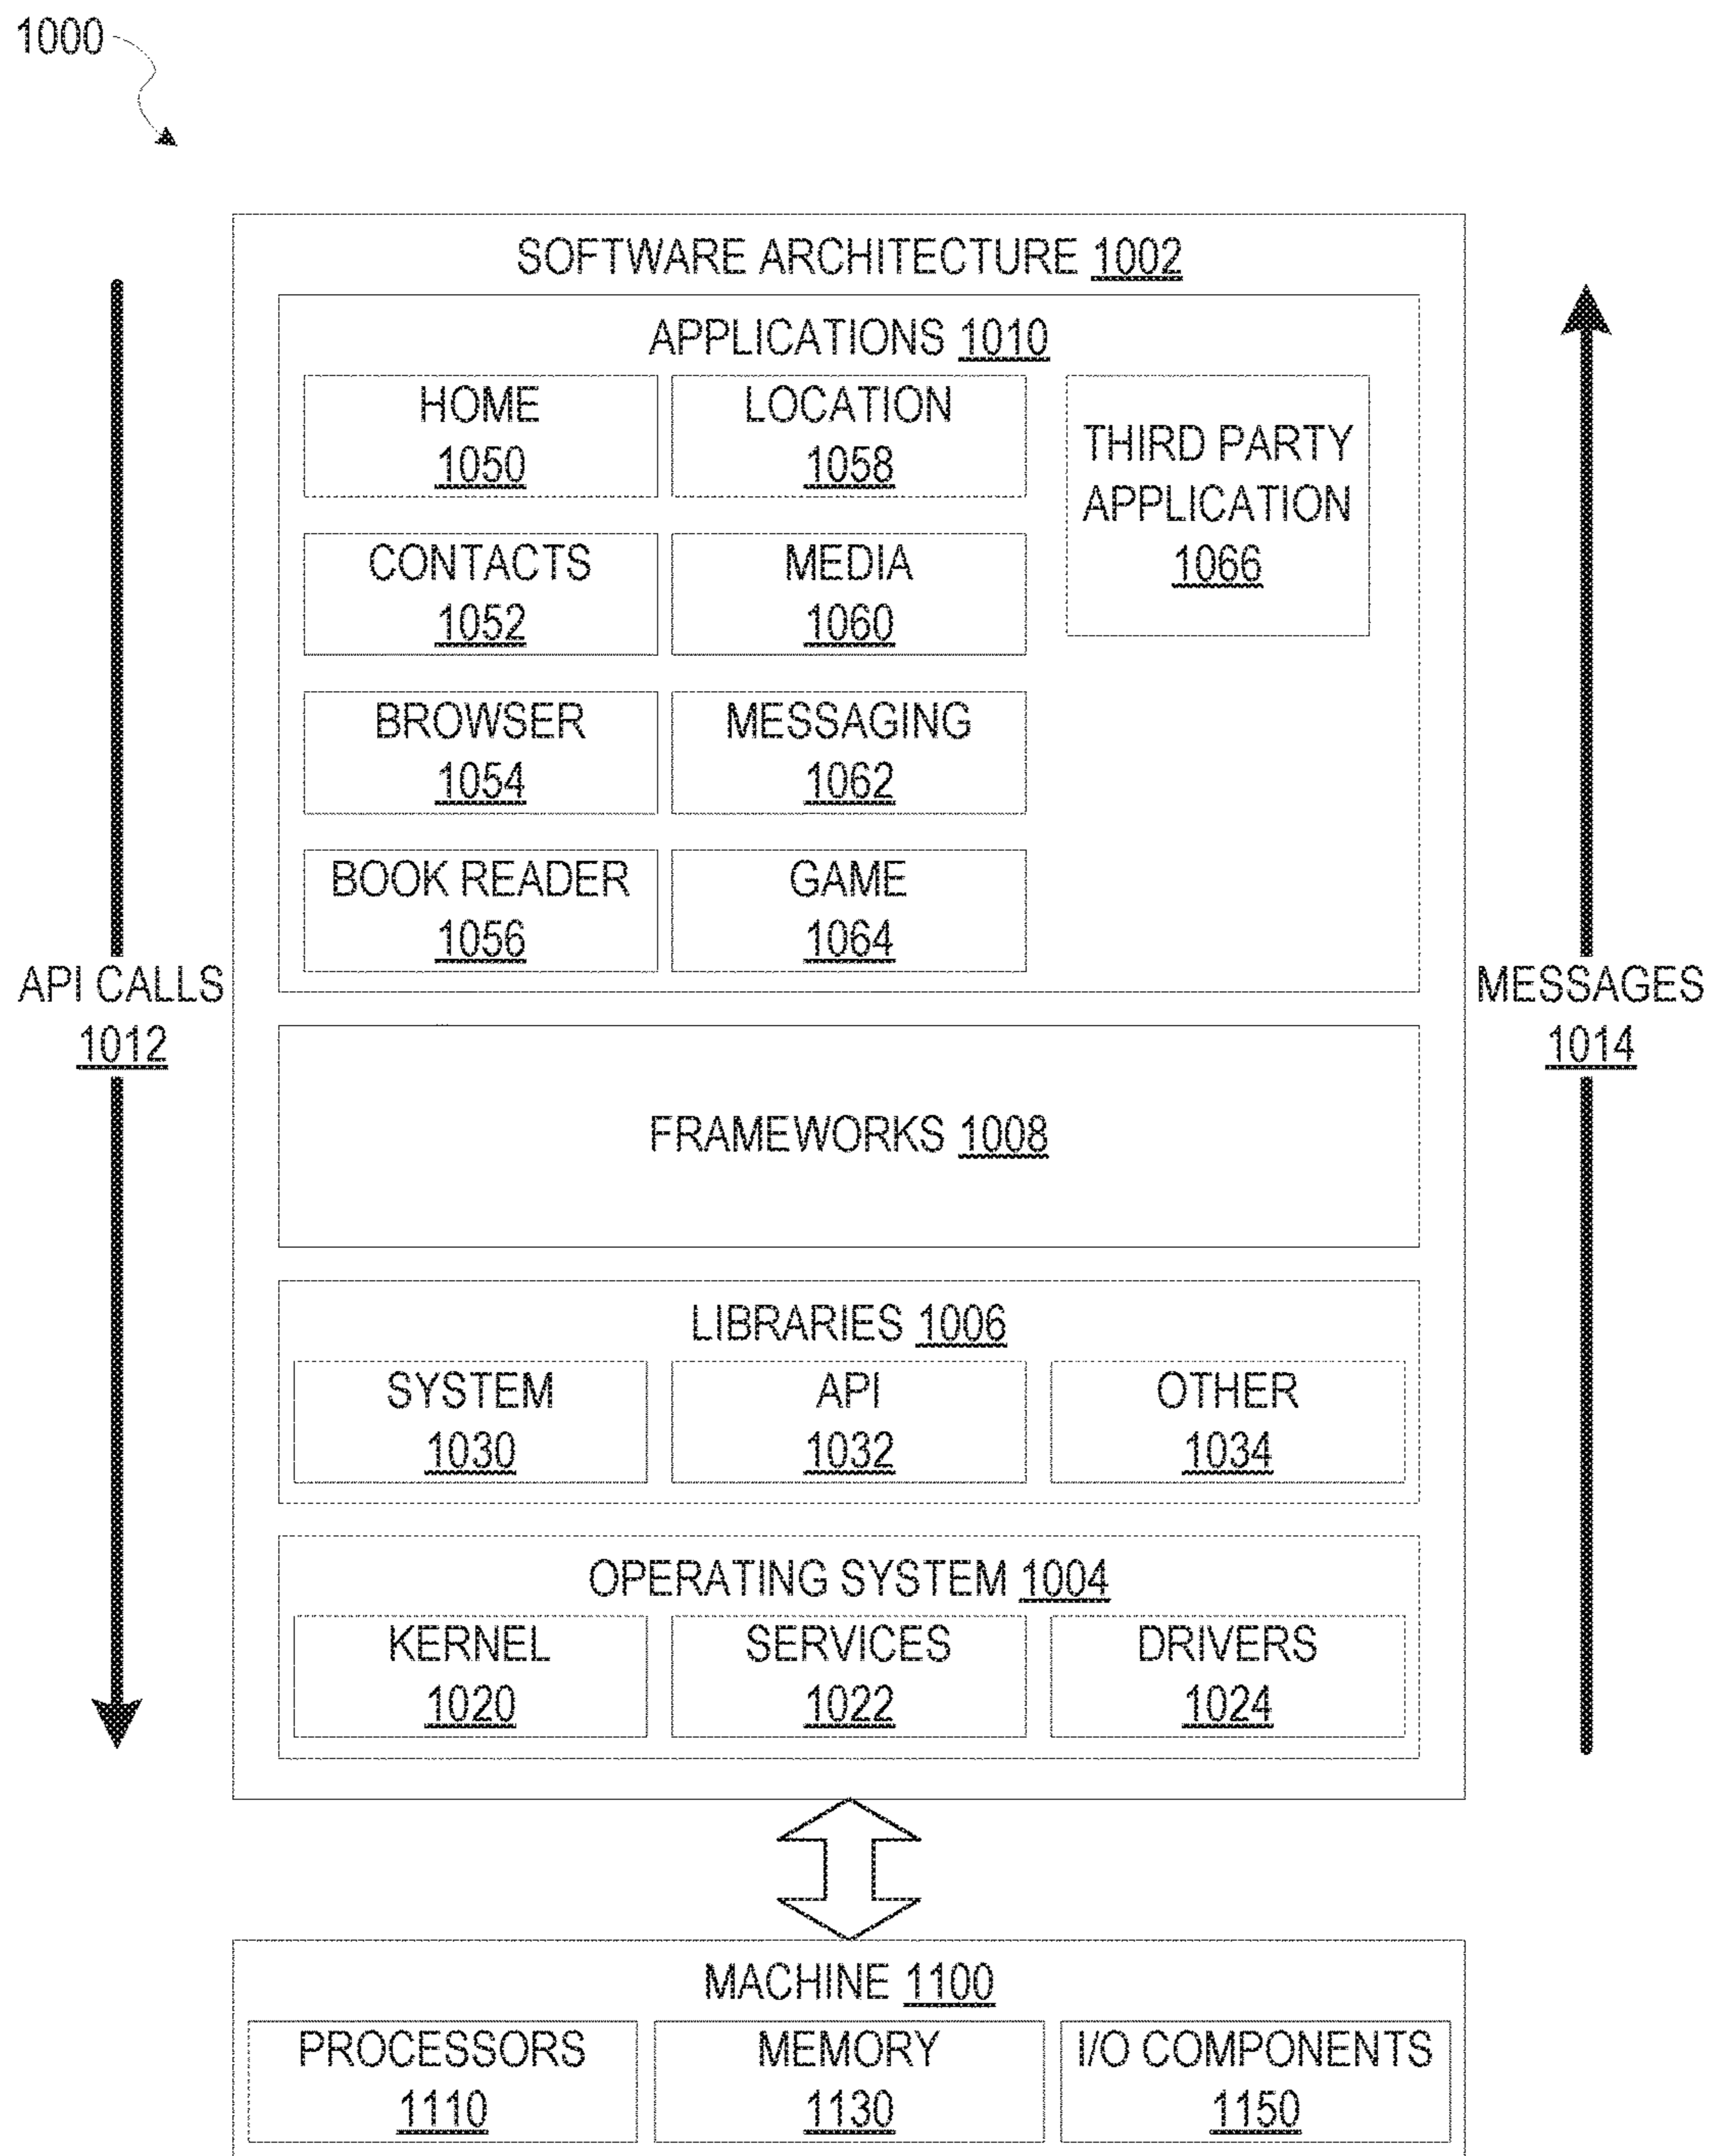 1000
SOFTWARE ARCHITECTURE 1002
APPLICATIONS 1010
HOME
1050
LOCATION
1058
THIRD PARTY
APPLICATION
1066
CONTACTS
1052
MEDIA
1060
BROWSER
1054
MESSAGING
1062
BOOK READER
1056
GAME
1064
API CALLS
1012
MESSAGES
1014
FRAMEWORKS 1008
LIBRARIES 1006
SYSTEM
1030
API
1032
OTHER
1034
OPERATING SYSTEM 1004
KERNEL
1020
SERVICES
1022
DRIVERS
1024
MACHINE 1100
PROCESSORS
1110
MEMORY
1130
I/O COMPONENTS
1150